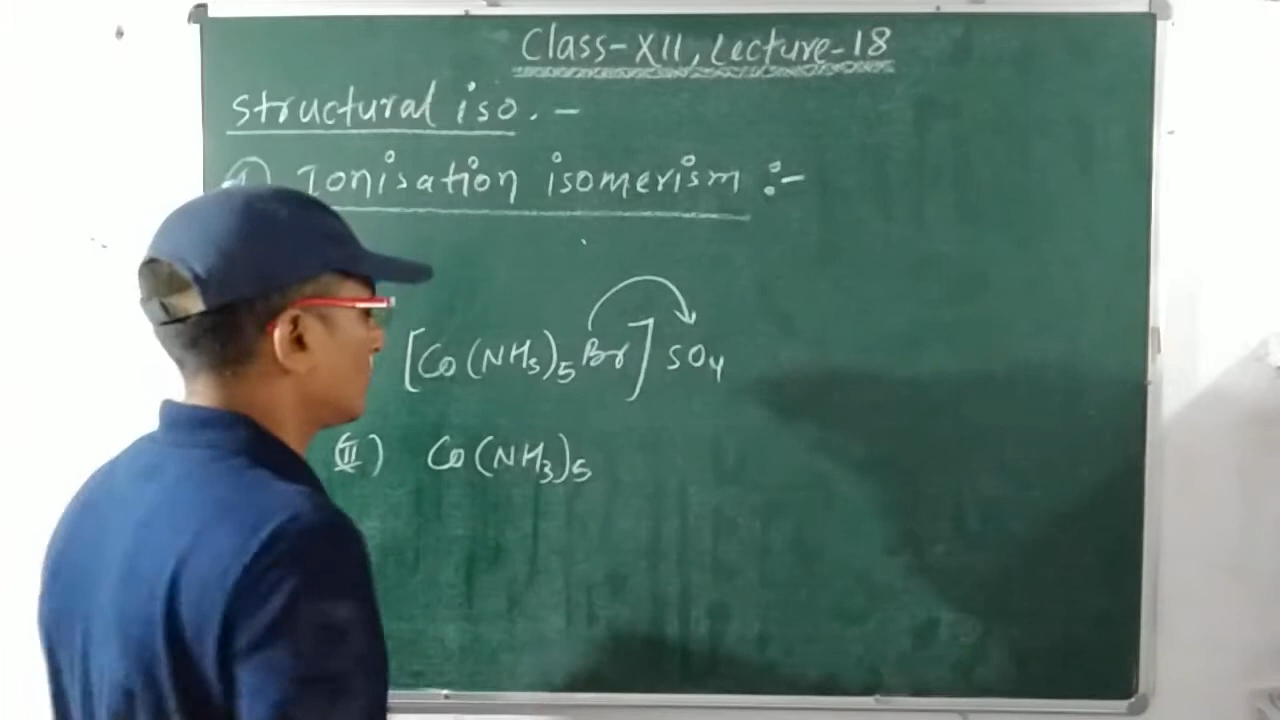 Class-XII, Lecture-18
structural iso. -
Ionisation isomerism :-
[Co(NH3)5Br] SO4
(II) Co(NH3)5